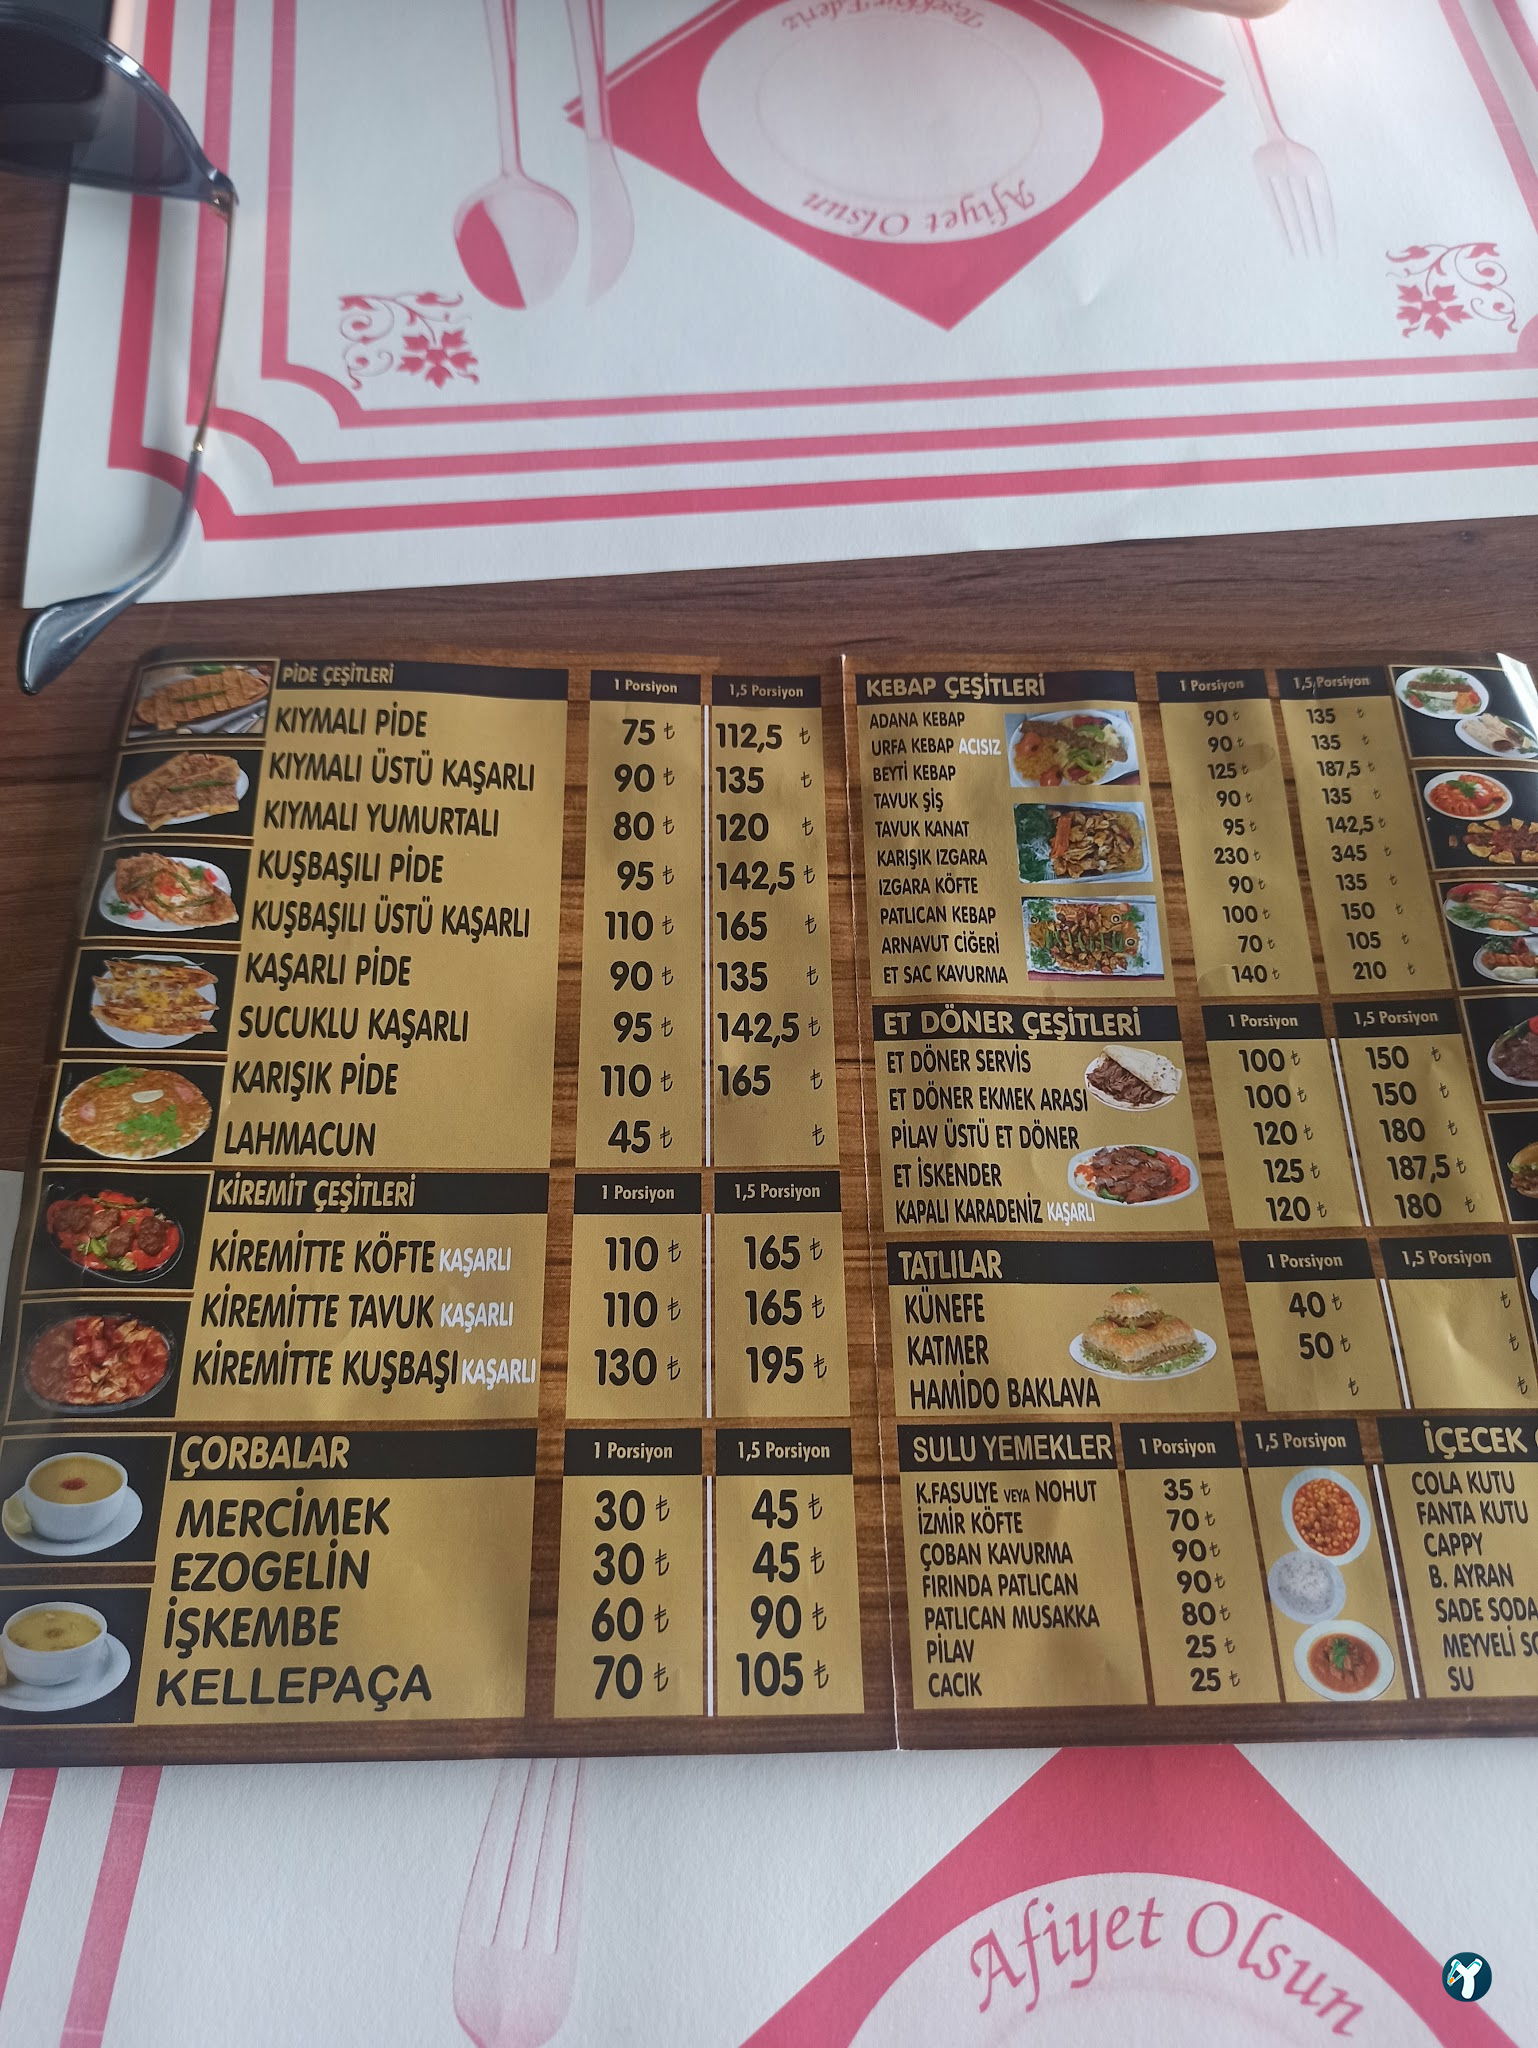 Teşekkür Ederiz
Afiyet Olsun
PİDE ÇEŞİTLERİ 1 Porsiyon 1,5 Porsiyon
KIYMALI PİDE 75 ₺ 112,5 ₺
KIYMALI ÜSTÜ KAŞARLI 90 ₺ 135 ₺
KIYMALI YUMURTALI 80 ₺ 120 ₺
KUŞBAŞILI PİDE 95 ₺ 142,5 ₺
KUŞBAŞILI ÜSTÜ KAŞARLI 110 ₺ 165 ₺
KAŞARLI PİDE 90 ₺ 135 ₺
SUCUKLU KAŞARLI 95 ₺ 142,5 ₺
KARIŞIK PİDE 110 ₺ 165 ₺
LAHMACUN 45 ₺ ₺
KİREMİT ÇEŞİTLERİ 1 Porsiyon 1,5 Porsiyon
KİREMİTTE KÖFTE KAŞARLI 110 ₺ 165 ₺
KİREMİTTE TAVUK KAŞARLI 110 ₺ 165 ₺
KİREMİTTE KUŞBAŞI KAŞARLI 130 ₺ 195 ₺
ÇORBALAR 1 Porsiyon 1,5 Porsiyon
MERCİMEK 30 ₺ 45 ₺
EZOGELİN 30 ₺ 45 ₺
İŞKEMBE 60 ₺ 90 ₺
KELLEPAÇA 70 ₺ 105 ₺
KEBAP ÇEŞİTLERİ 1 Porsiyon 1,5 Porsiyon
ADANA KEBAP 90 ₺ 135 ₺
URFA KEBAP ACISIZ 90 ₺ 135 ₺
BEYTİ KEBAP 125 ₺ 187,5 ₺
TAVUK ŞİŞ 90 ₺ 135 ₺
TAVUK KANAT 95 ₺ 142,5 ₺
KARIŞIK IZGARA 230 ₺ 345 ₺
IZGARA KÖFTE 90 ₺ 135 ₺
PATLICAN KEBAP 100 ₺ 150 ₺
ARNAVUT CİĞERİ 70 ₺ 105 ₺
ET SAC KAVURMA 140 ₺ 210 ₺
ET DÖNER ÇEŞİTLERİ 1 Porsiyon 1,5 Porsiyon
ET DÖNER SERVİS 100 ₺ 150 ₺
ET DÖNER EKMEK ARASI 100 ₺ 150 ₺
PİLAV ÜSTÜ ET DÖNER 120 ₺ 180 ₺
ET İSKENDER 125 ₺ 187,5 ₺
KAPALI KARADENİZ KAŞARLI 120 ₺ 180 ₺
TATLILAR 1 Porsiyon 1,5 Porsiyon
KÜNEFE 40 ₺ ₺
KATMER 50 ₺ ₺
HAMİDO BAKLAVA ₺ ₺
SULU YEMEKLER 1 Porsiyon 1,5 Porsiyon
K.FASULYE VEYA NOHUT 35 ₺
İZMİR KÖFTE 70 ₺
ÇOBAN KAVURMA 90 ₺
FIRINDA PATLICAN 90 ₺
PATLICAN MUSAKKA 80 ₺
PİLAV 25 ₺
CACIK 25 ₺
İÇECEK
COLA KUTU
FANTA KUTU
CAPPY
B. AYRAN
SADE SODA
MEYVELİ
SU
Afiyet Olsun